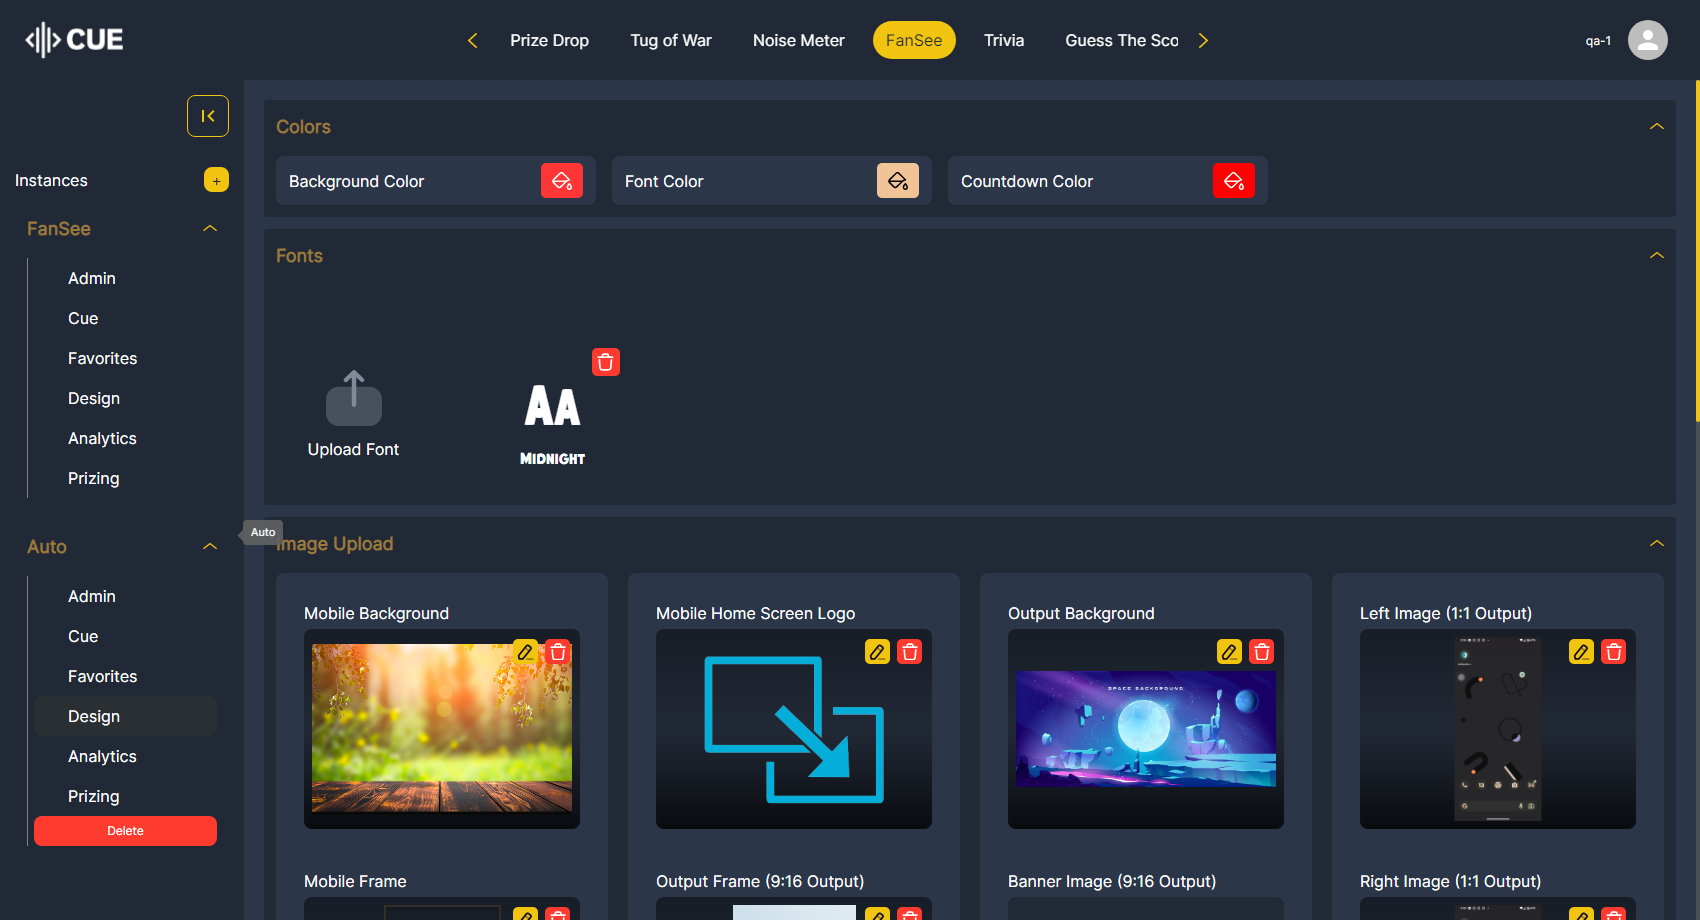 CUE
Prize Drop
Tug of War
Noise Meter
FanSee
Trivia
Guess The Sco
qa-1
Instances
+
FanSee
Admin
Cue
Favorites
Design
Analytics
Prizing
Auto
Admin
Cue
Favorites
Design
Analytics
Prizing
Delete
Auto
Colors
Background Color
Font Color
Countdown Color
Fonts
Upload Font
AA
MIDNIGHT
Image Upload
Mobile Background
Mobile Home Screen Logo
Output Background
SPACE BACKGROUND
Left Image (1:1 Output)
Mobile Frame
Output Frame (9:16 Output)
Banner Image (9:16 Output)
Right Image (1:1 Output)